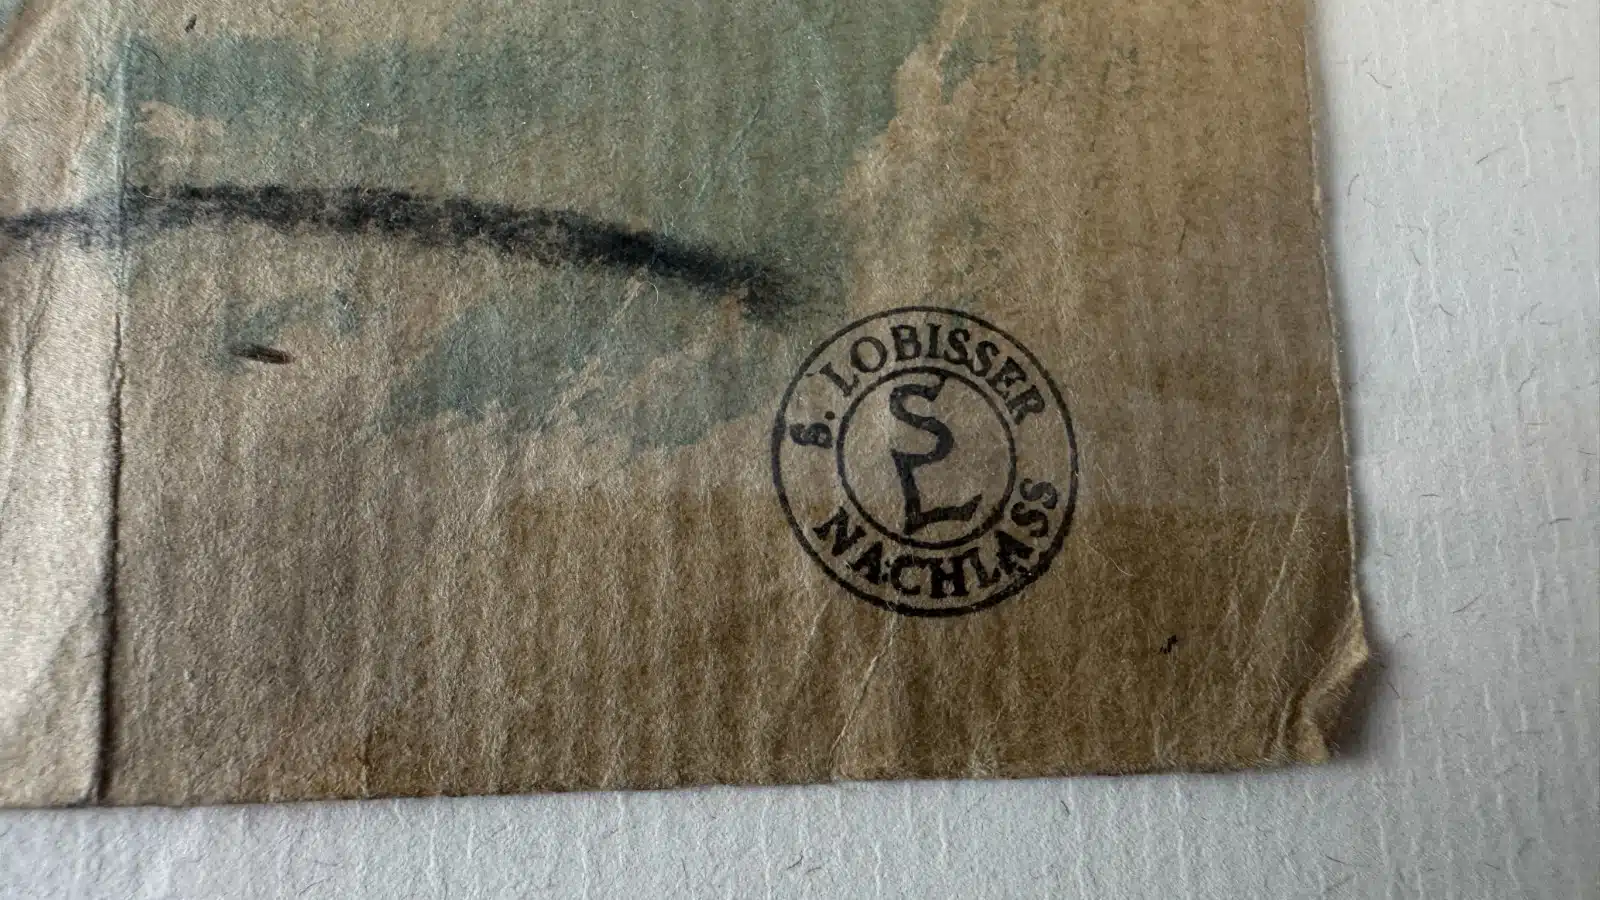 S. LOBISSER
SL
NACHLASS